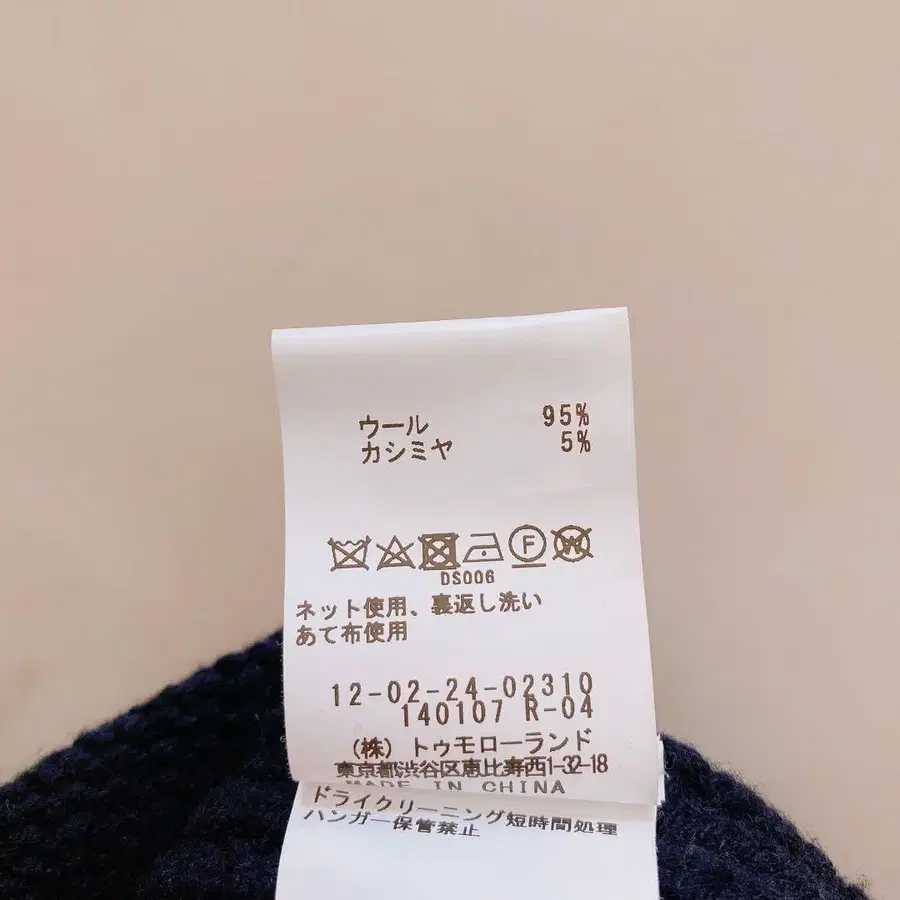 ウール 95%
カシミヤ 5%
F W
DS006
ネット使用、裏返し洗い
あて布使用
12-02-24-02310
140107 R-04
(株) トゥモローランド
東京都渋谷区恵比寿西1-32-18
MADE IN CHINA
ドライクリーニング短時間処理
ハンガー保管禁止